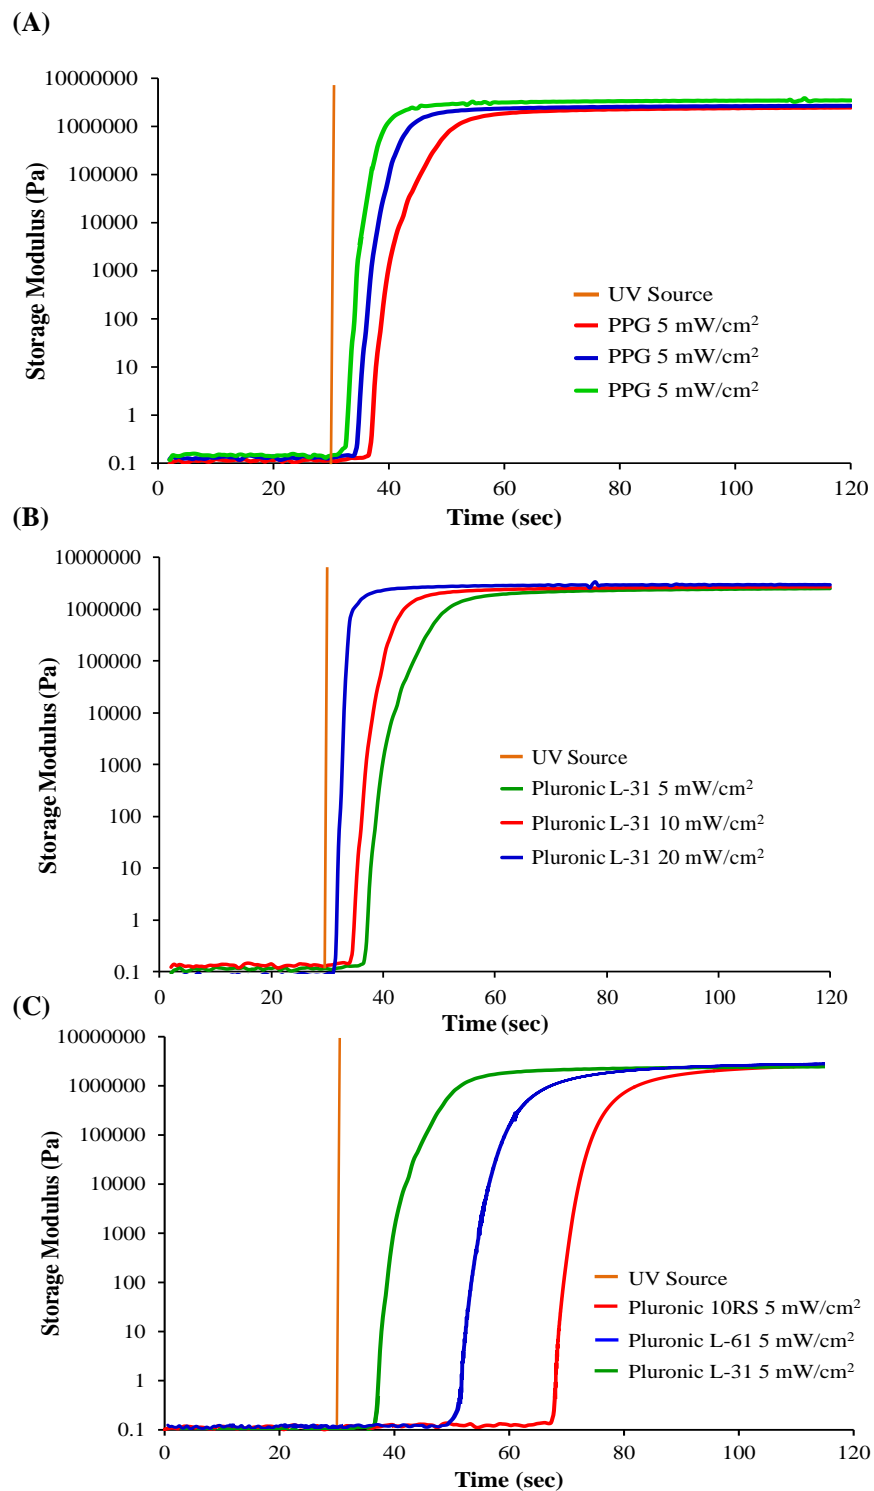 (A)
10000000
1000000
100000
10000
1000
100
10
1
0.1
Storage Modulus (Pa)
UV Source
PPG 5 mW/cm²
PPG 5 mW/cm²
PPG 5 mW/cm²
0 20 40 60 80 100 120
Time (sec)
(B)
10000000
1000000
100000
10000
1000
100
10
1
0.1
Storage Modulus (Pa)
UV Source
Pluronic L-31 5 mW/cm²
Pluronic L-31 10 mW/cm²
Pluronic L-31 20 mW/cm²
0 20 40 60 80 100 120
Time (sec)
(C)
10000000
1000000
100000
10000
1000
100
10
1
0.1
Storage Modulus (Pa)
UV Source
Pluronic 10RS 5 mW/cm²
Pluronic L-61 5 mW/cm²
Pluronic L-31 5 mW/cm²
0 20 40 60 80 100 120
Time (sec)